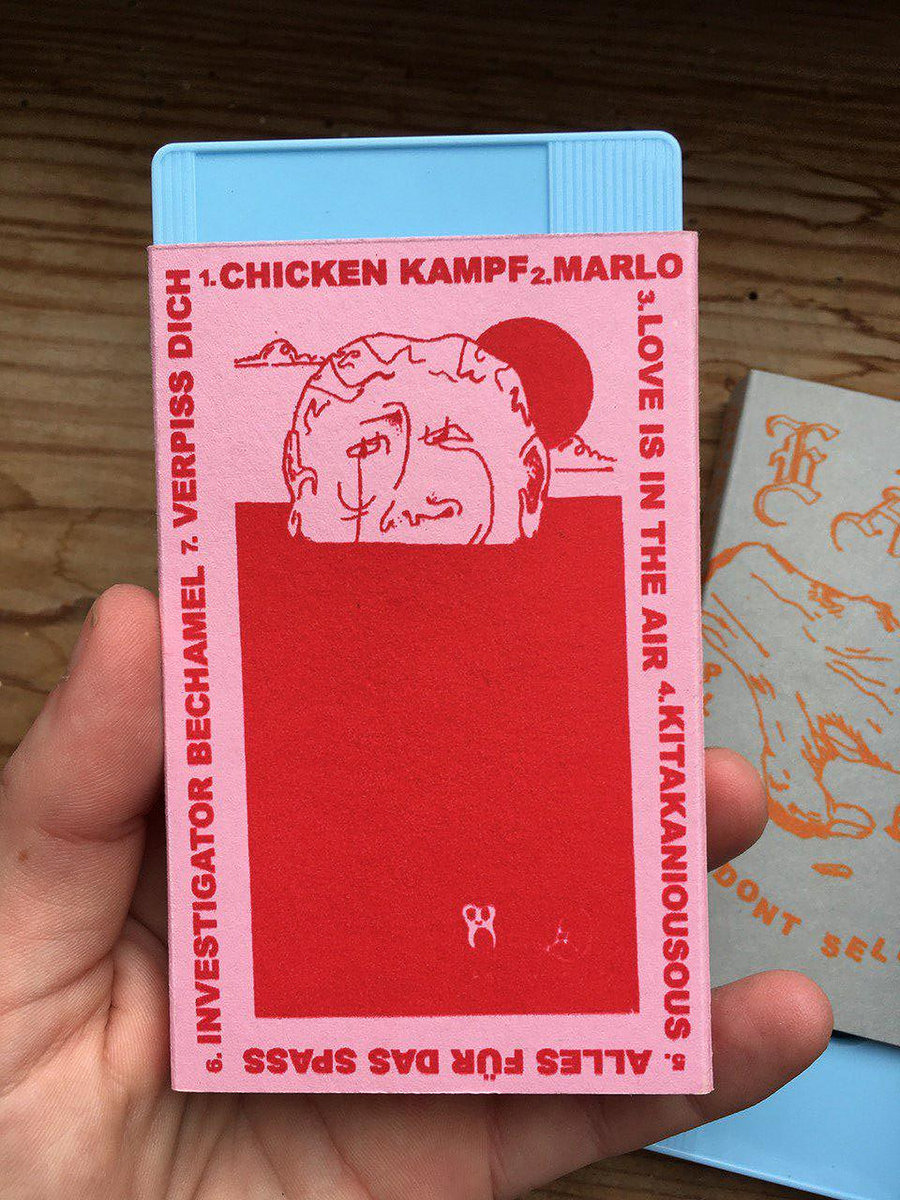 1. CHICKEN KAMPF 2. MARLO
3. LOVE IS IN THE AIR
4. KITAKANIOUSOUS
5. ALLES FÜR DAS SPASS
6. INVESTIGATOR BECHAMEL
7. VERPISS DICH
DONT